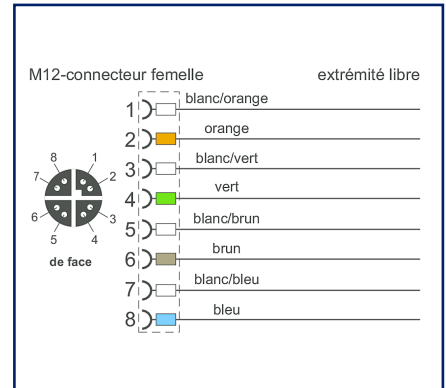 M12-connecteur femelle extrémité libre
1 blanc/orange
2 orange
3 blanc/vert
4 vert
5 blanc/brun
6 brun
7 blanc/bleu
8 bleu
8 1
7 2
6 3
5 4
de face